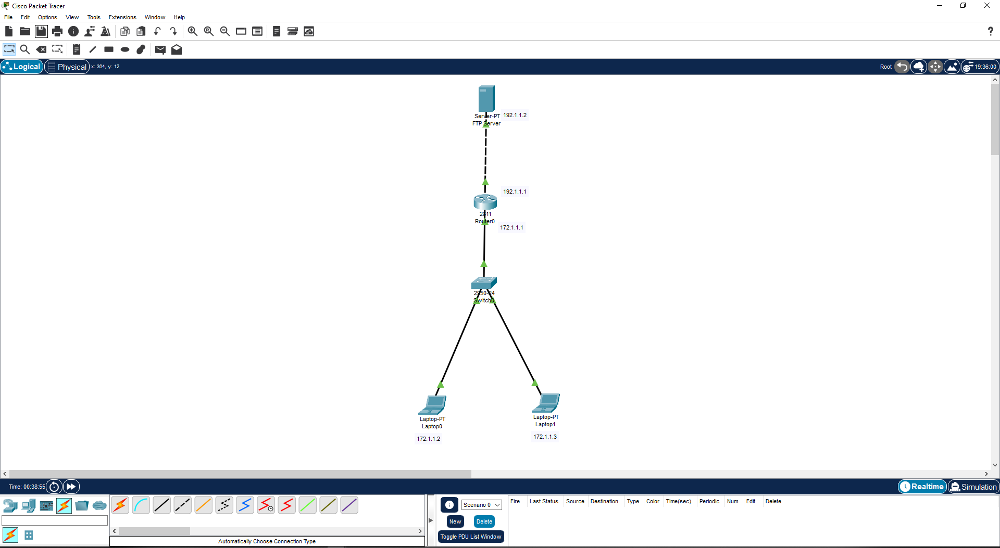 Cisco Packet Tracer
File Edit Options View Tools Extensions Window Help
Logical Physical x: 364, y: 12 Root 19:36:00
Server-PT 192.1.1.2
FTP Server
192.1.1.1
2811
Router0
172.1.1.1
2950-24
Switch0
Laptop-PT
Laptop0
172.1.1.2
Laptop-PT
Laptop1
172.1.1.3
Time: 00:38:55 Realtime Simulation
Scenario 0
New Delete
Toggle PDU List Window
Fire Last Status Source Destination Type Color Time(sec) Periodic Num Edit Delete
Automatically Choose Connection Type